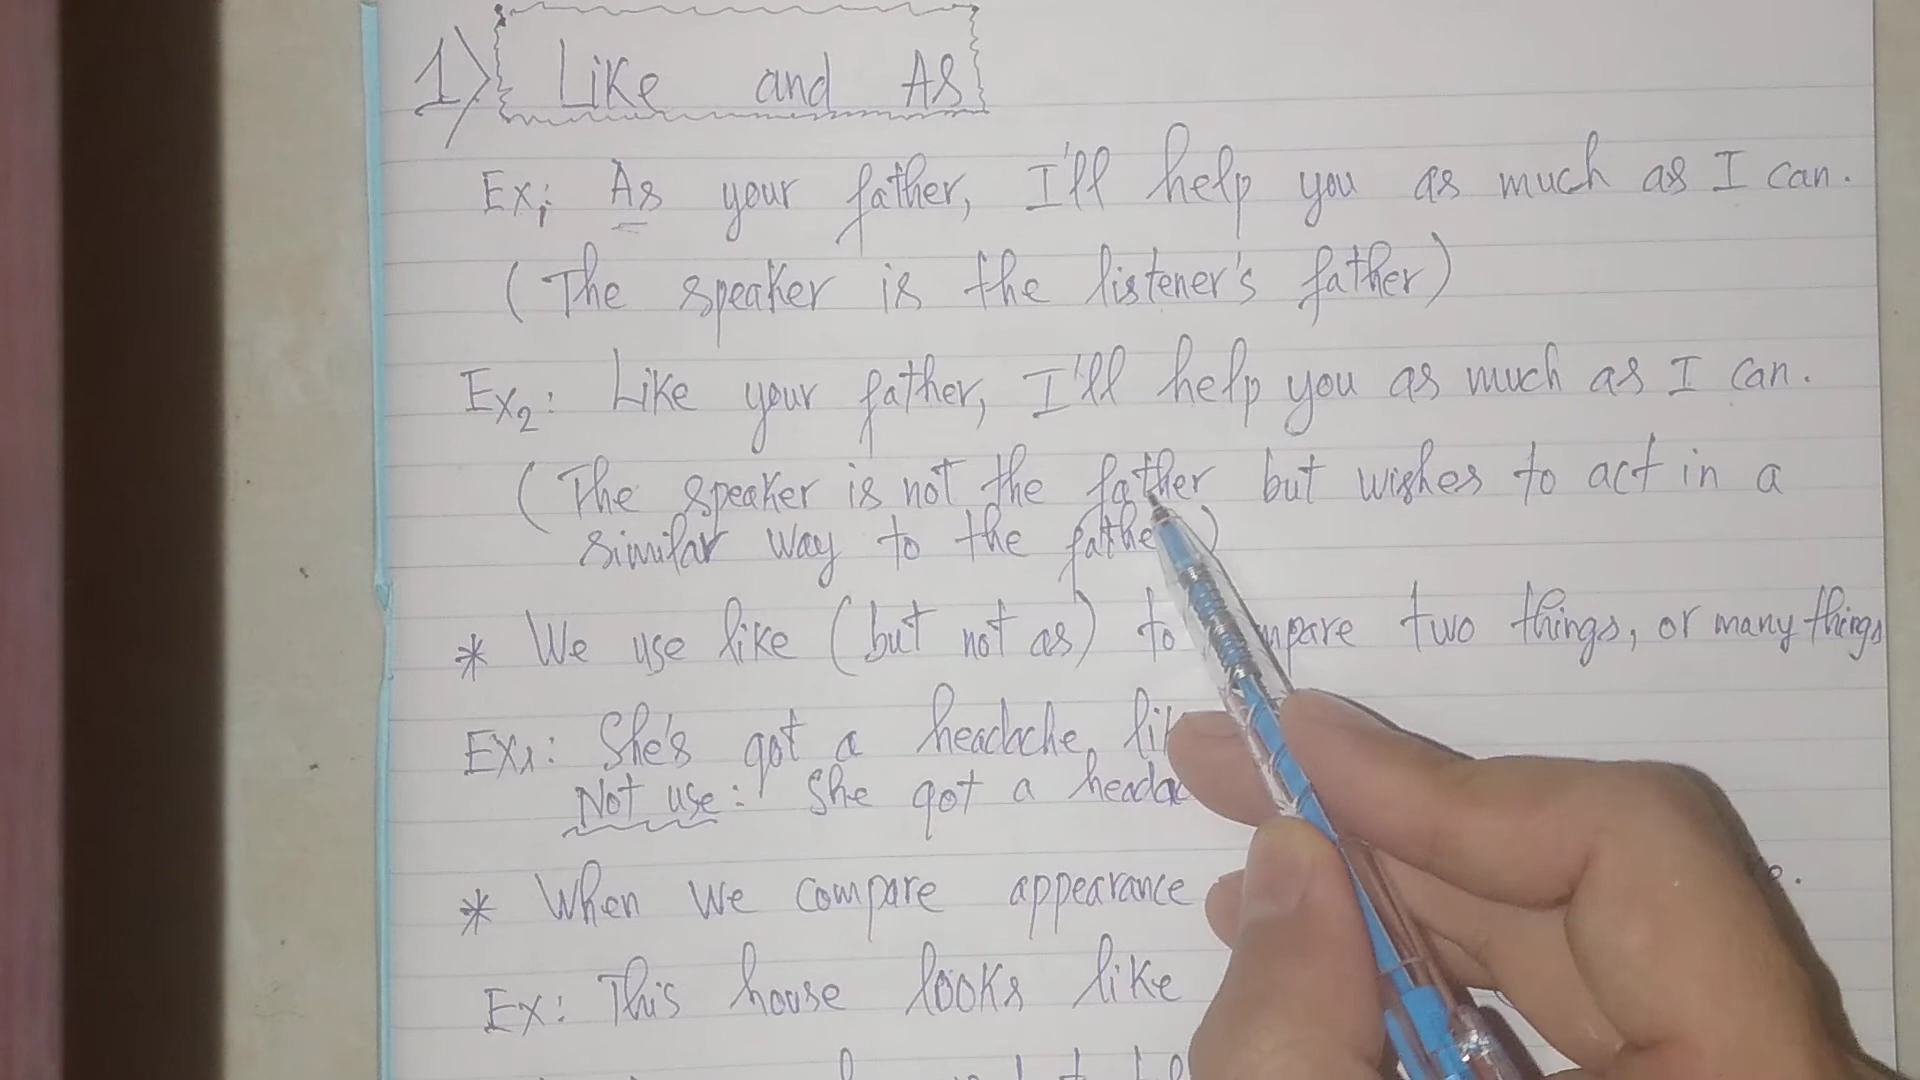 1) Like and As
Ex1: As your father, I'll help you as much as I can.
(The speaker is the listener's father)
Ex2: Like your father, I'll help you as much as I can.
(The speaker is not the father but wishes to act in a
similar way to the father)
* We use like (but not as) to compare two things, or many things
Ex1: She's got a headache,
Not use: She got a
* When we compare appearance
Ex: This house looks like